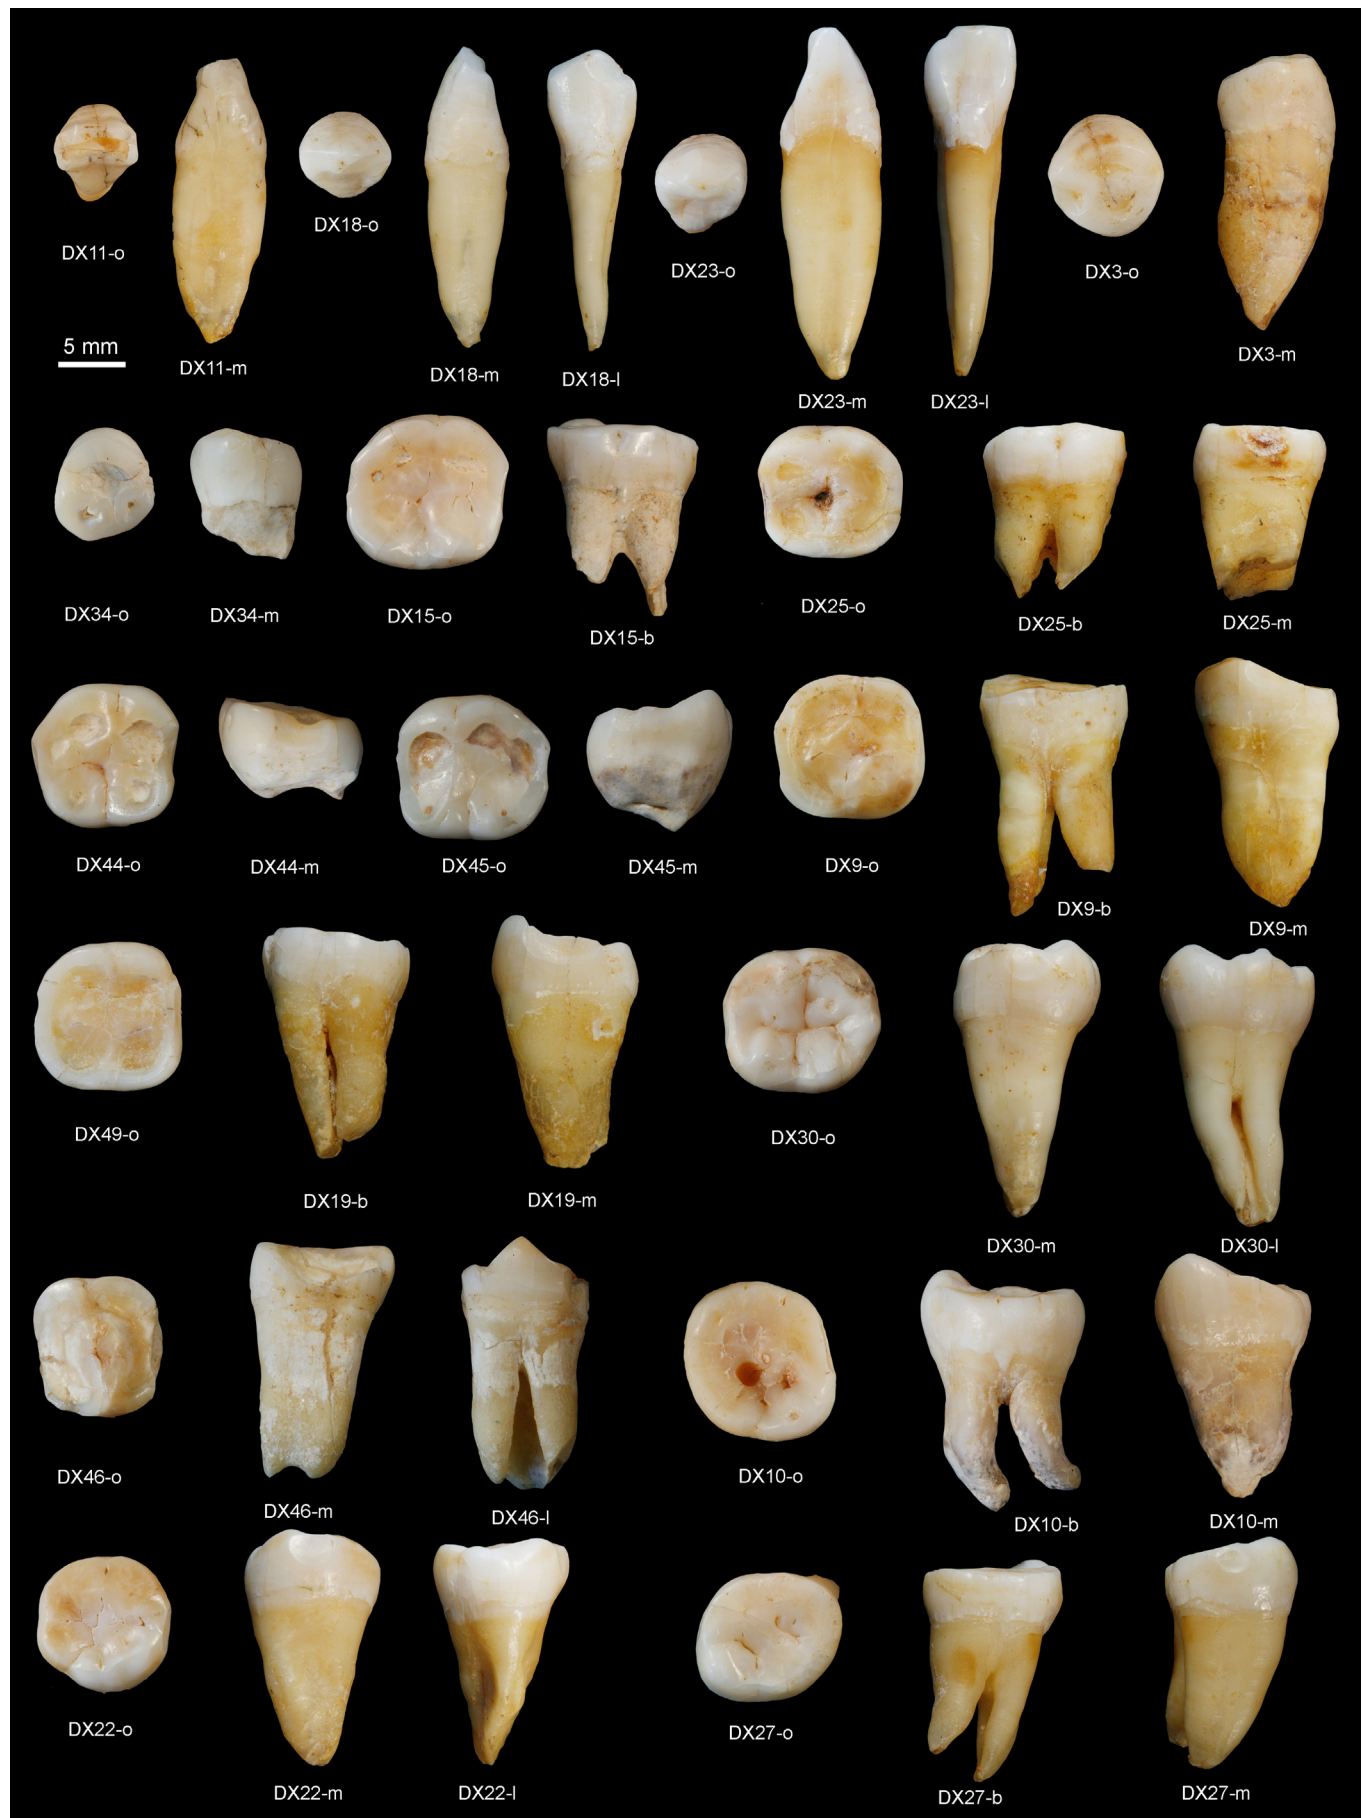 DX11-o
DX11-m
DX18-o
DX18-m
DX18-l
DX23-o
DX23-m
DX23-l
DX3-o
DX3-m
5 mm
DX34-o
DX34-m
DX15-o
DX15-b
DX25-o
DX25-b
DX25-m
DX44-o
DX44-m
DX45-o
DX45-m
DX9-o
DX9-b
DX9-m
DX49-o
DX19-b
DX19-m
DX30-o
DX30-m
DX30-l
DX46-o
DX46-m
DX46-l
DX10-o
DX10-b
DX10-m
DX22-o
DX22-m
DX22-l
DX27-o
DX27-b
DX27-m